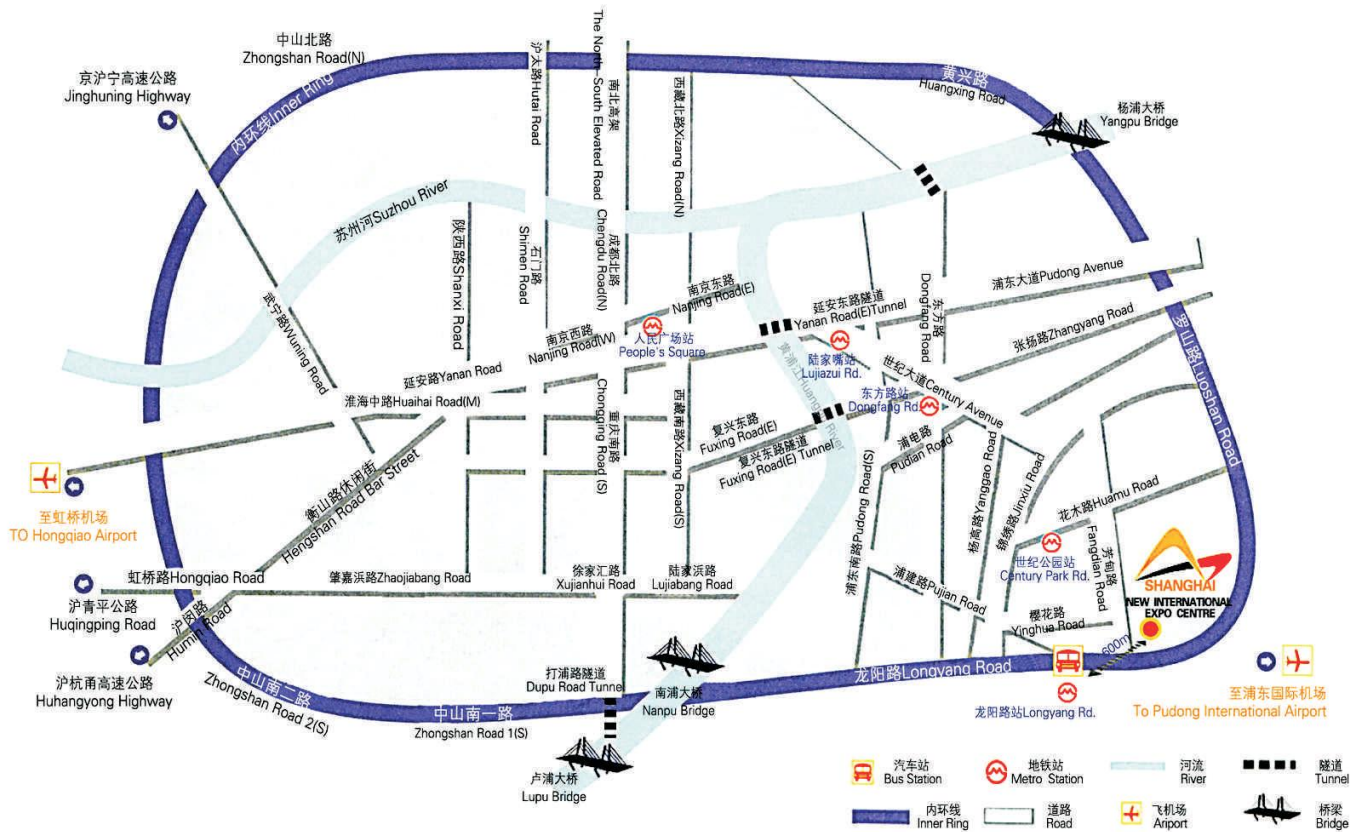 中山北路
Zhongshan Road(N)
京沪宁高速公路
Jinghuning Highway
内环线Inner Ring
沪太路Hutai Road
The North-South Elevated Road
南北高架
西藏北路Xizang Road(N)
黄兴路
Huangxing Road
杨浦大桥
Yangpu Bridge
苏州河Suzhou River
陕西路Shanxi Road
石门路
Shimen Road
成都北路
Chengdu Road(N)
武宁路Wuning Road
南京东路
Nanjing Road(E)
南京西路
Nanjing Road(W)
人民广场站
People's Square
延安东路隧道
Yanan Road(E)Tunnel
东方路
Dongfang Road
浦东大道Pudong Avenue
张扬路Zhangyang Road
罗山路Luoshan Road
陆家嘴站
Lujiazui Rd.
世纪大道Century Avenue
东方路站
Dongfang Rd.
黄浦江Huangpu River
延安路Yanan Road
淮海中路Huaihai Road(M)
重庆南路
Chongqing Road (S)
西藏南路Xizang Road(S)
复兴东路
Fuxing Road(E)
复兴东路隧道
Fuxing Road(E) Tunnel
浦电路
Pudian Road
浦东南路Pudong Road(S)
杨高路Yanggao Road
锦绣路Jinxiu Road
花木路Huamu Road
芳甸路
Fangdian Road
世纪公园站
Century Park Rd.
浦建路Pujian Road
樱花路
Yinghua Road
SHANGHAI
NEW INTERNATIONAL
EXPO CENTRE
600m
至虹桥机场
TO Hongqiao Airport
衡山路休闲街
Hengshan Road Bar Street
虹桥路Hongqiao Road
肇嘉浜路Zhaojiabang Road
徐家汇路
Xujianhui Road
陆家浜路
Lujiabang Road
沪青平公路
Huqingping Road
沪闵路
Humin Road
沪杭甬高速公路
Huhangyong Highway
中山南二路
Zhongshan Road 2(S)
中山南一路
Zhongshan Road 1(S)
打浦路隧道
Dupu Road Tunnel
南浦大桥
Nanpu Bridge
卢浦大桥
Lupu Bridge
龙阳路Longyang Road
龙阳路站Longyang Rd.
至浦东国际机场
To Pudong International Airport
汽车站
Bus Station
地铁站
Metro Station
河流
River
隧道
Tunnel
内环线
Inner Ring
道路
Road
飞机场
Ariport
桥梁
Bridge